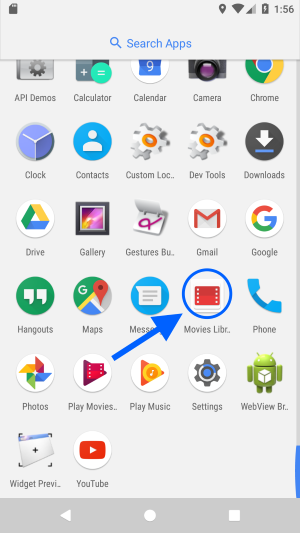 1:56
Search Apps
API Demos
Calculator
Calendar
Camera
Chrome
9
Clock
Contacts
Custom Loc..
Dev Tools
Downloads
Drive
Gallery
Gestures Bu..
Gmail
Google
Hangouts
Maps
Movies Libr..
Phone
Photos
Play Movies..
Play Music
Settings
WebView Br..
Widget Previ..
YouTube